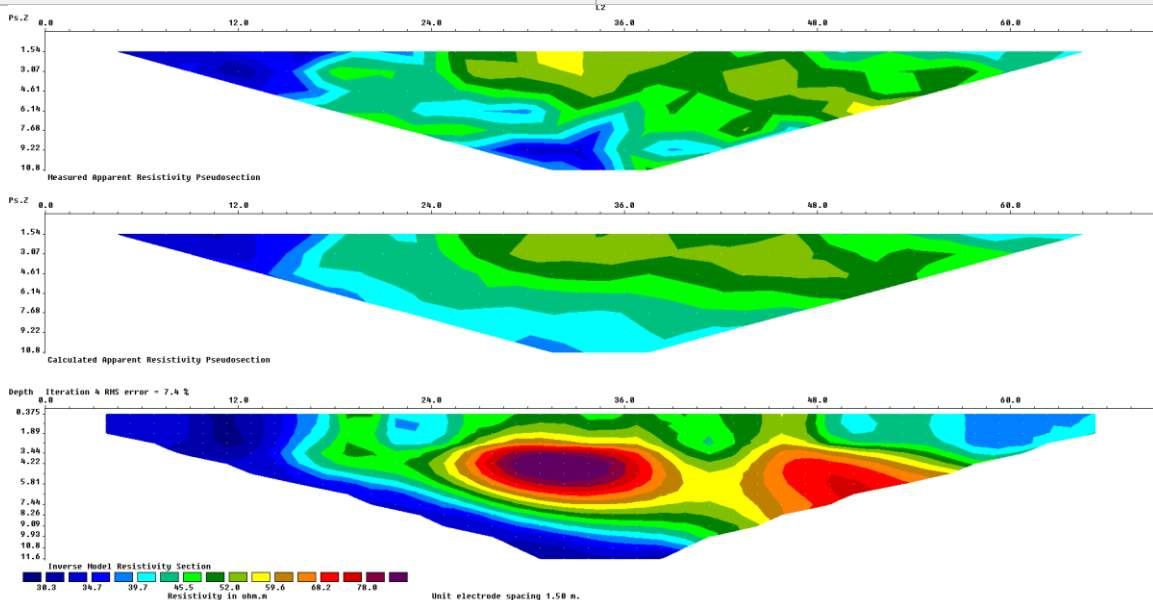 L2
Ps.Z 0.0 12.0 24.0 36.0 48.0 60.0
1.54
3.07
4.61
6.14
7.68
9.22
10.8
Measured Apparent Resistivity Pseudosection
Ps.Z 0.0 12.0 24.0 36.0 48.0 60.0
1.54
3.07
4.61
6.14
7.68
9.22
10.8
Calculated Apparent Resistivity Pseudosection
Depth Iteration 4 RMS error = 7.4 %
0.0 12.0 24.0 36.0 48.0 60.0
0.375
1.89
3.44
4.22
5.81
7.44
8.26
9.09
9.93
10.8
11.6
Inverse Model Resistivity Section
30.3 34.7 39.7 45.5 52.0 59.6 68.2 78.0
Resistivity in ohm.m Unit electrode spacing 1.50 m.